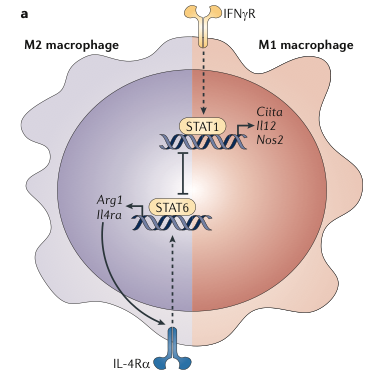 a
IFNγR
M2 macrophage
M1 macrophage
STAT1
Ciita
Il12
Nos2
Arg1
Il4ra
STAT6
IL-4Rα